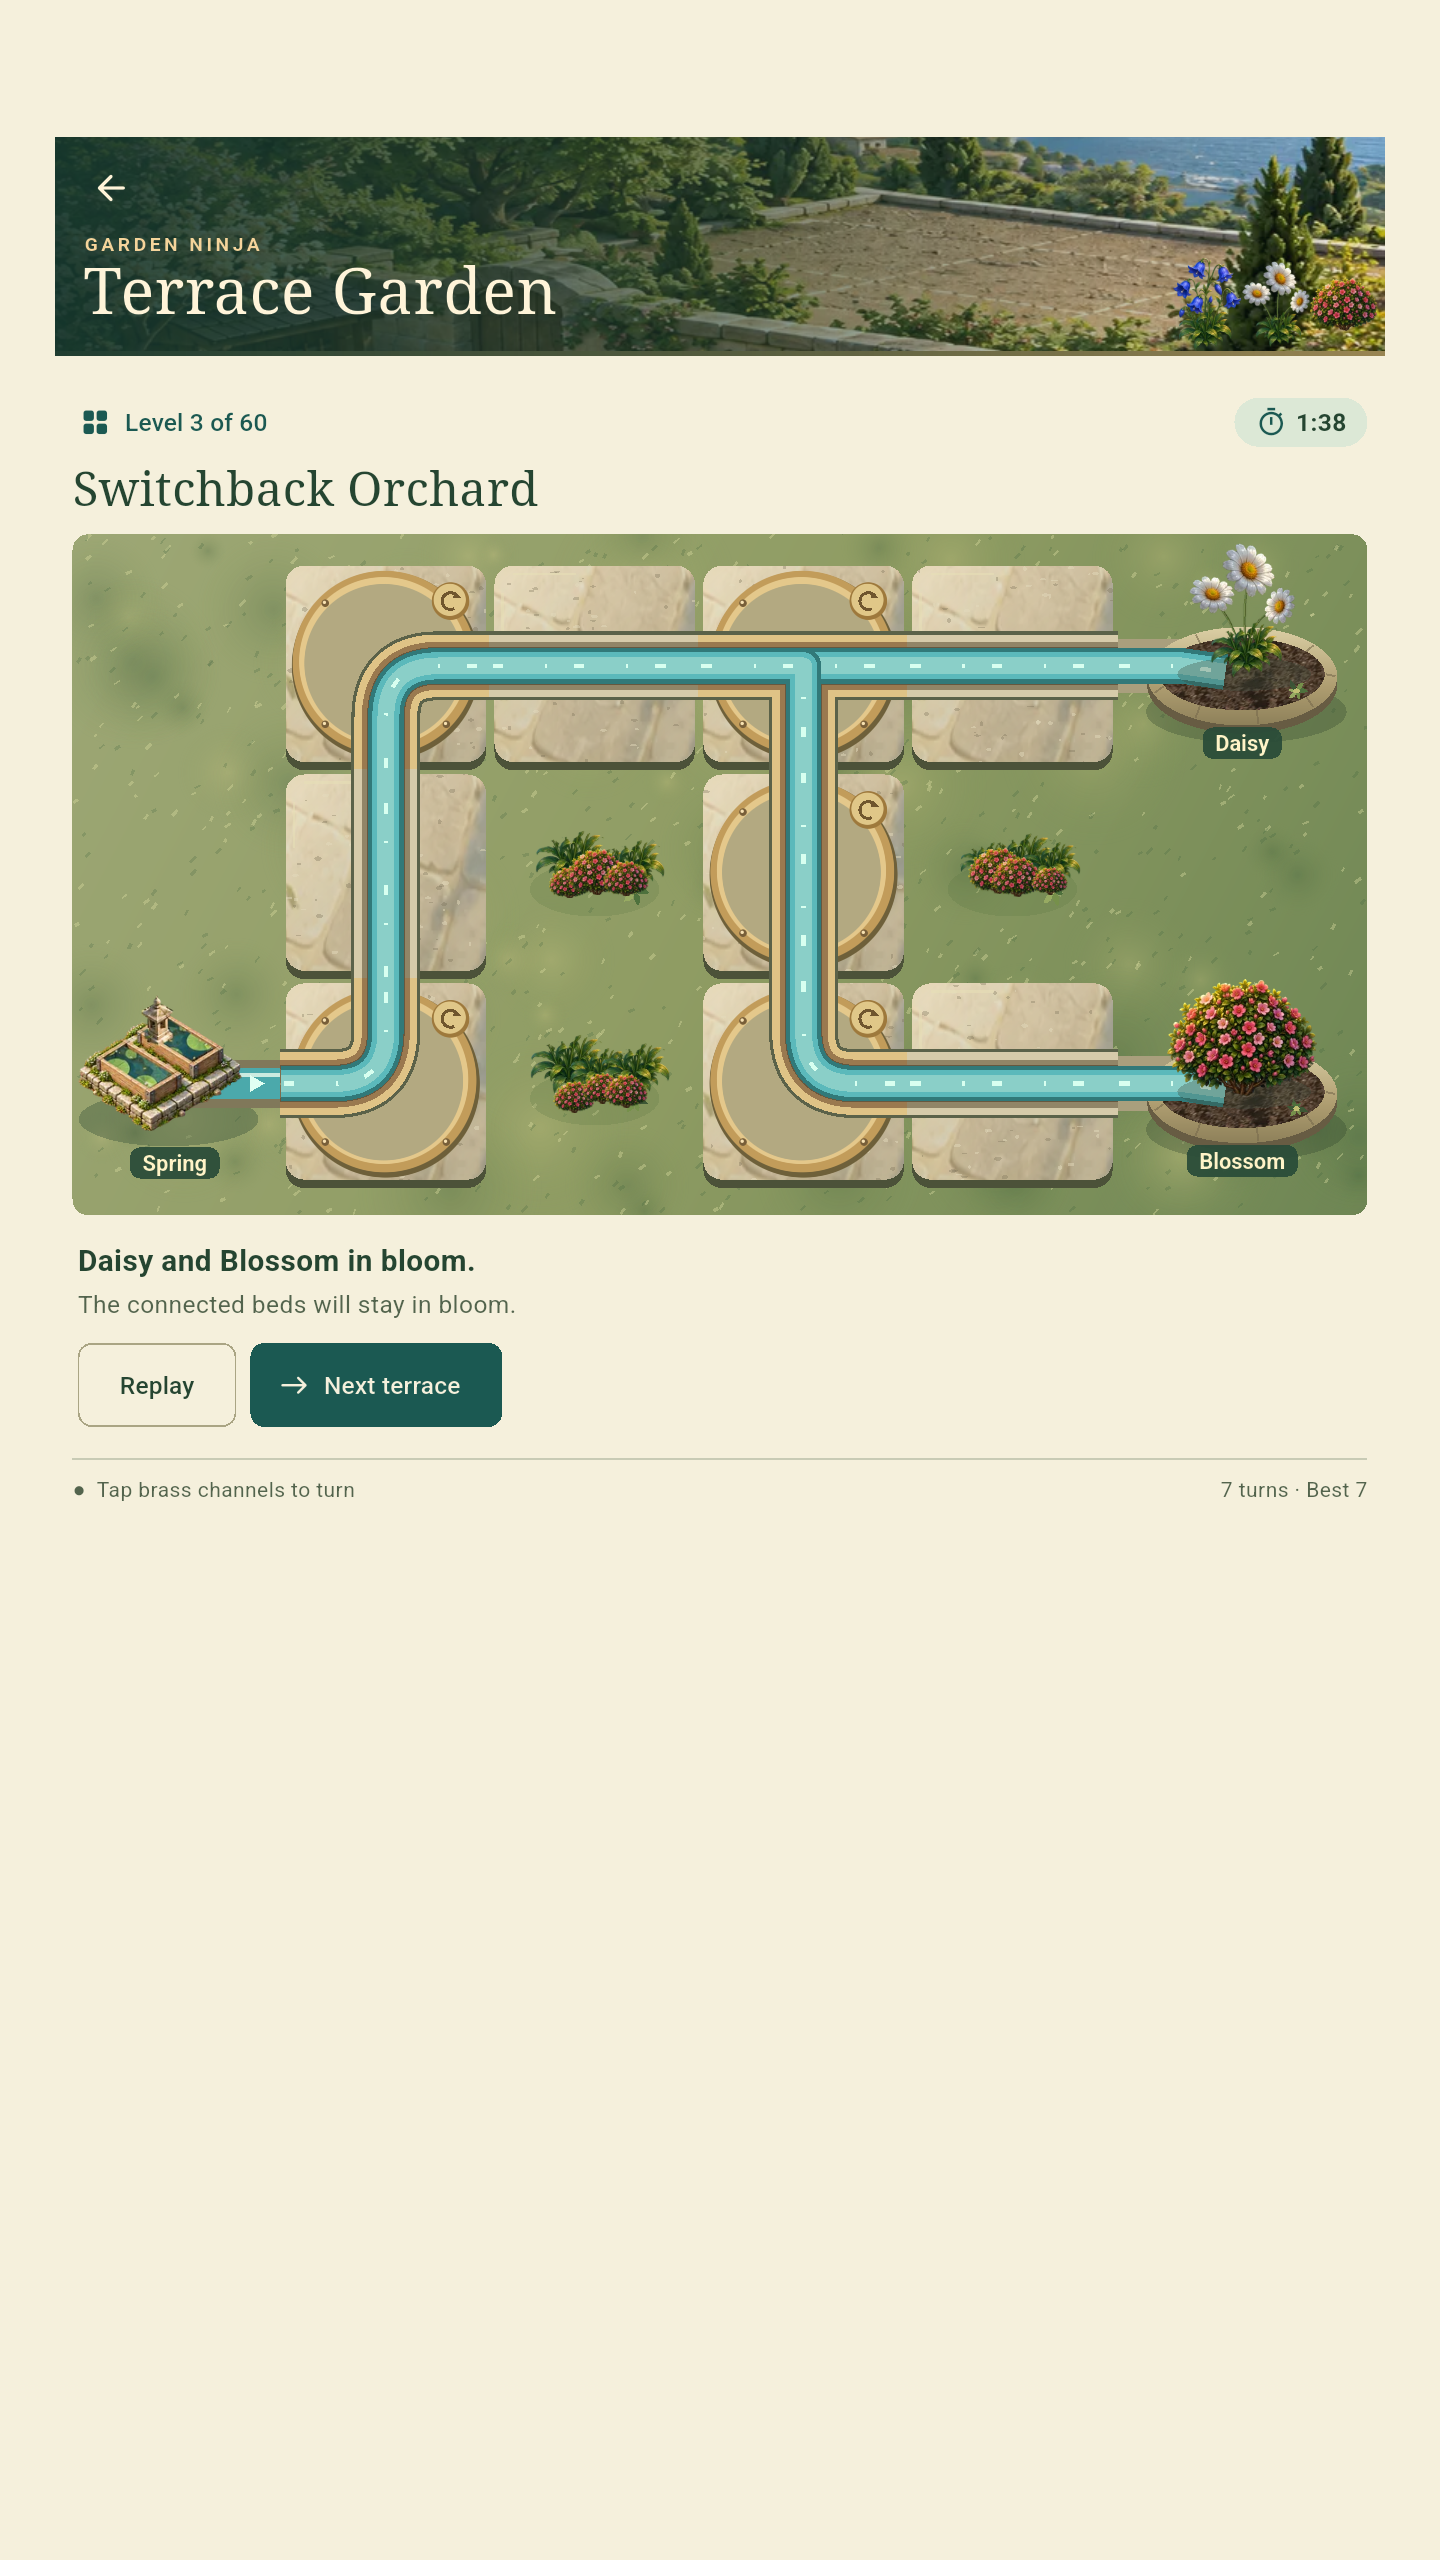 GARDEN NINJA
Terrace Garden
Level 3 of 60
1:38
Switchback Orchard
Daisy
Spring
Blossom
Daisy and Blossom in bloom.
The connected beds will stay in bloom.
Replay
Next terrace
Tap brass channels to turn
7 turns · Best 7